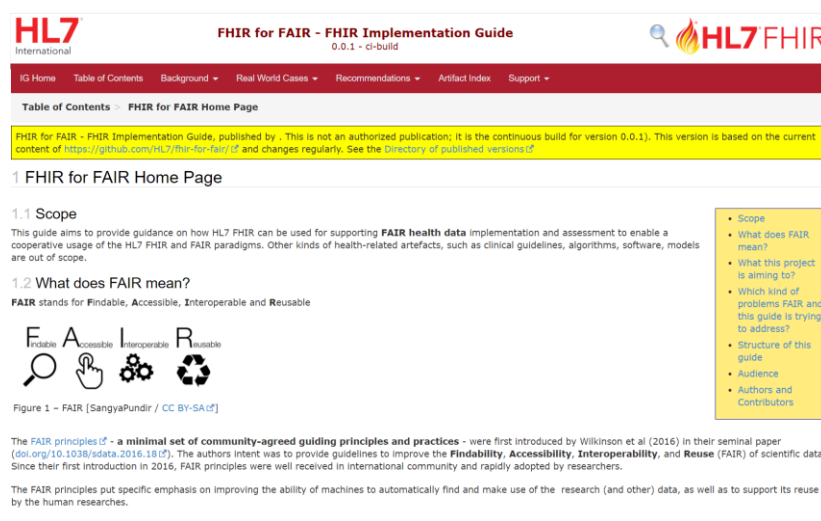 HL7
International
FHIR for FAIR - FHIR Implementation Guide
0.0.1 - ci-build
HL7 FHIR
IG Home Table of Contents Background Real World Cases Recommendations Artifact Index Support
Table of Contents > FHIR for FAIR Home Page
FHIR for FAIR - FHIR Implementation Guide, published by . This is not an authorized publication; it is the continuous build for version 0.0.1). This version is based on the current
content of https://github.com/HL7/fhir-for-fair/ and changes regularly. See the Directory of published versions
1 FHIR for FAIR Home Page
1.1 Scope
This guide aims to provide guidance on how HL7 FHIR can be used for supporting FAIR health data implementation and assessment to enable a
cooperative usage of the HL7 FHIR and FAIR paradigms. Other kinds of health-related artefacts, such as clinical guidelines, algorithms, software, models
are out of scope.
1.2 What does FAIR mean?
FAIR stands for Findable, Accessible, Interoperable and Reusable
Findable Accessible Interoperable Reusable
Figure 1 – FAIR [SangyaPundir / CC BY-SA]
• Scope
• What does FAIR
mean?
• What this project
is aiming to?
• Which kind of
problems FAIR and
this guide is trying
to address?
• Structure of this
guide
• Audience
• Authors and
Contributors
The FAIR principles - a minimal set of community-agreed guiding principles and practices - were first introduced by Wilkinson et al (2016) in their seminal paper
(doi.org/10.1038/sdata.2016.18). The authors intent was to provide guidelines to improve the Findability, Accessibility, Interoperability, and Reuse (FAIR) of scientific data
Since their first introduction in 2016, FAIR principles were well received in international community and rapidly adopted by researchers.
The FAIR principles put specific emphasis on improving the ability of machines to automatically find and make use of the research (and other) data, as well as to support its reuse
by the human researches.